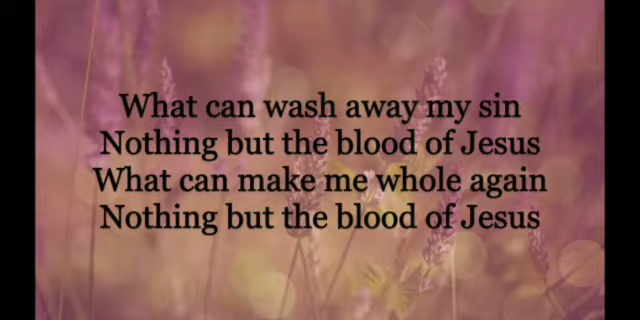 What can wash away my sin
Nothing but the blood of Jesus
What can make me whole again
Nothing but the blood of Jesus